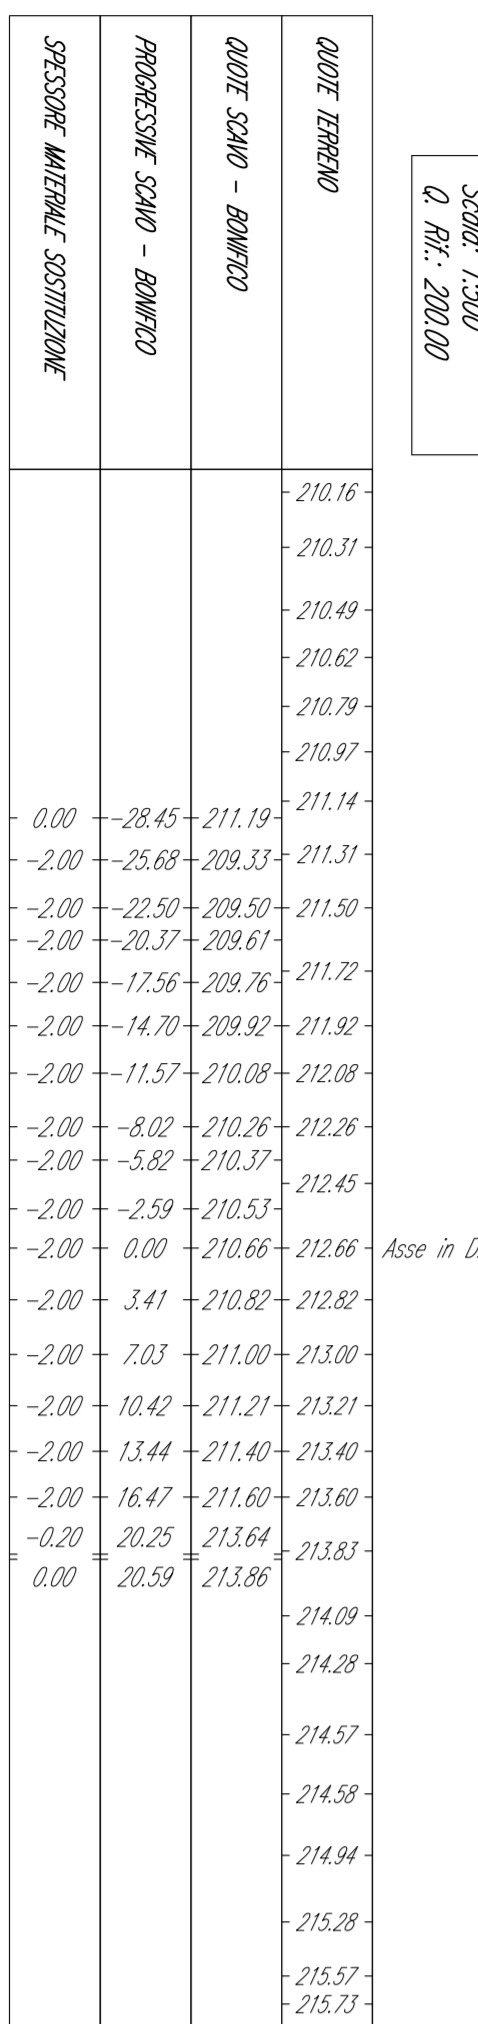 Scala: 1:500
Q. Rif.: 200.00
SPESSORE MATERIALE SOSTITUZIONE
PROGRESSIVE SCAVO - BONIFICO
QUOTE SCAVO - BONIFICO
QUOTE TERRENO
210.16
210.31
210.49
210.62
210.79
210.97
211.14
0.00 -28.45 211.19
-2.00 -25.68 209.33 211.31
-2.00 -22.50 209.50 211.50
-2.00 -20.37 209.61
211.72
-2.00 -17.56 209.76
-2.00 -14.70 209.92 211.92
-2.00 -11.57 210.08 212.08
-2.00 -8.02 210.26 212.26
-2.00 -5.82 210.37
212.45
-2.00 -2.59 210.53
-2.00 0.00 210.66 212.66 Asse in
-2.00 3.41 210.82 212.82
-2.00 7.03 211.00 213.00
-2.00 10.42 211.21 213.21
-2.00 13.44 211.40 213.40
-2.00 16.47 211.60 213.60
-0.20 20.25 213.64
213.83
0.00 20.59 213.86
214.09
214.28
214.57
214.58
214.94
215.28
215.57
215.73